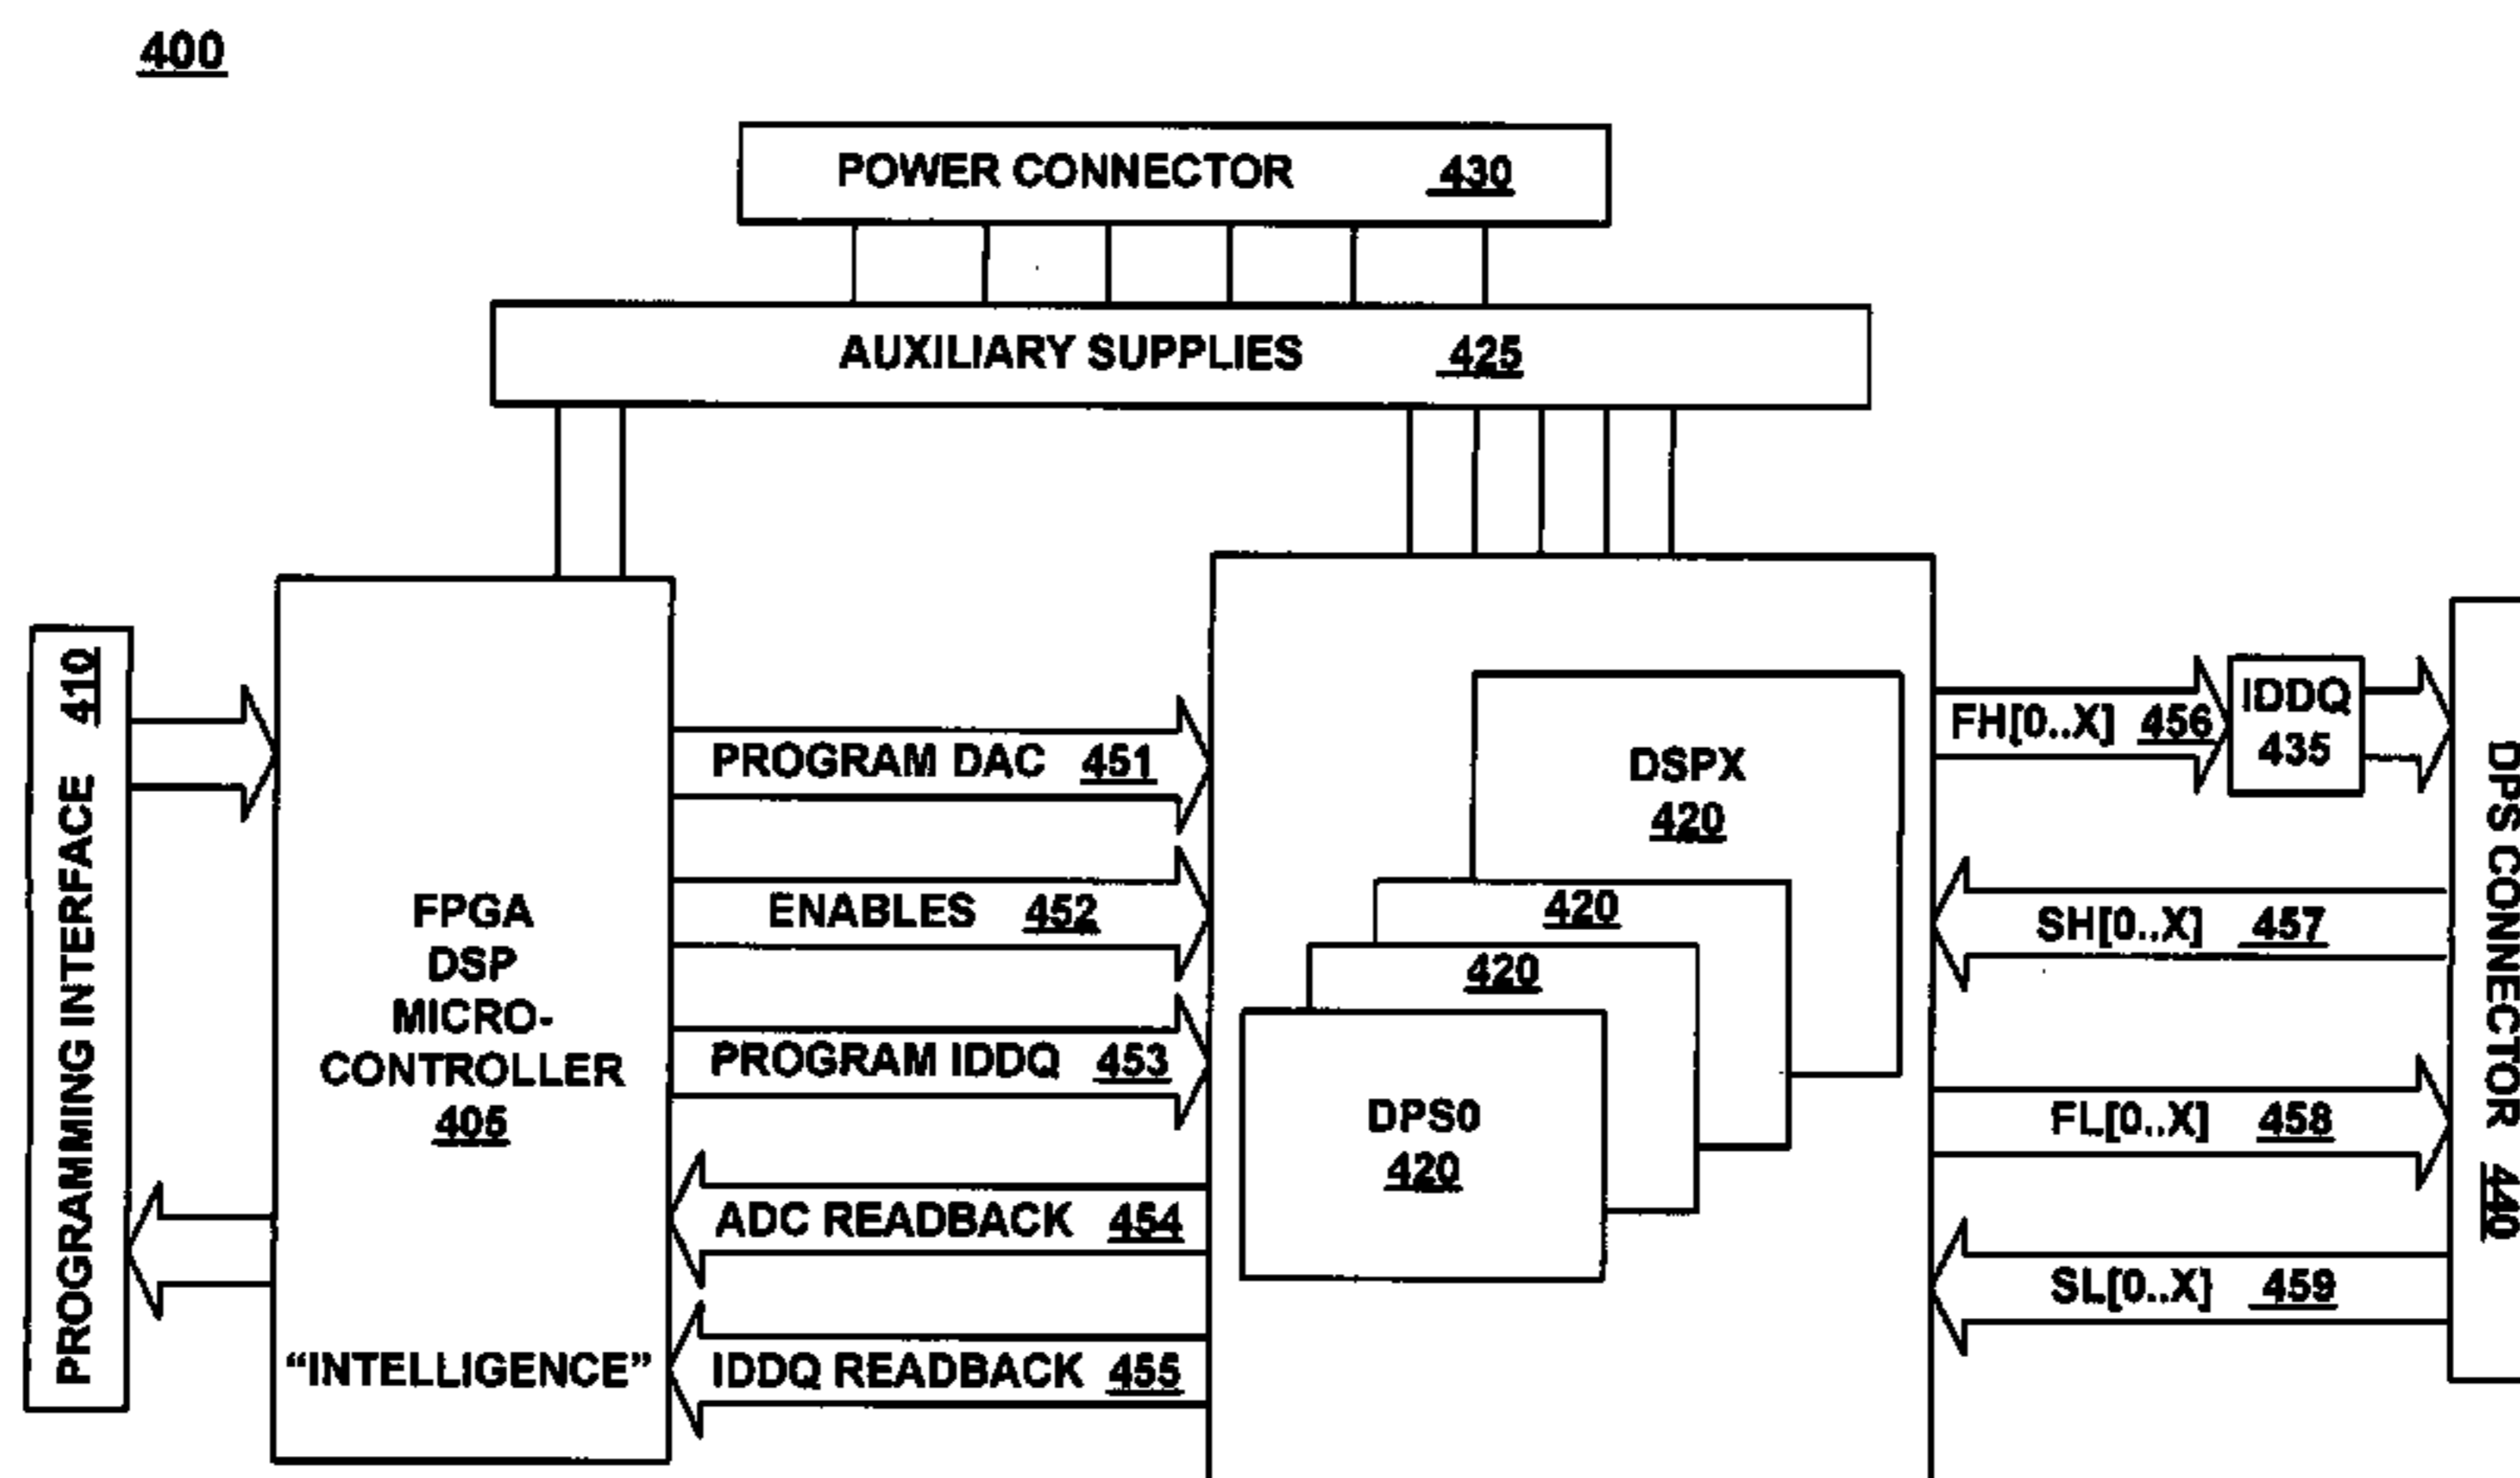 400
POWER CONNECTOR 430
AUXILIARY SUPPLIES 425
PROGRAMMING INTERFACE 410
FPGA
DSP
MICRO-
CONTROLLER
405
"INTELLIGENCE"
PROGRAM DAC 451
ENABLES 452
PROGRAM IDDQ 453
ADC READBACK 454
IDDQ READBACK 455
DSPX
420
420
420
DPS0
420
FH[0..X] 456
IDDQ
435
SH[0..X] 457
FL[0..X] 458
SL[0..X] 459
DPS CONNECTOR 440